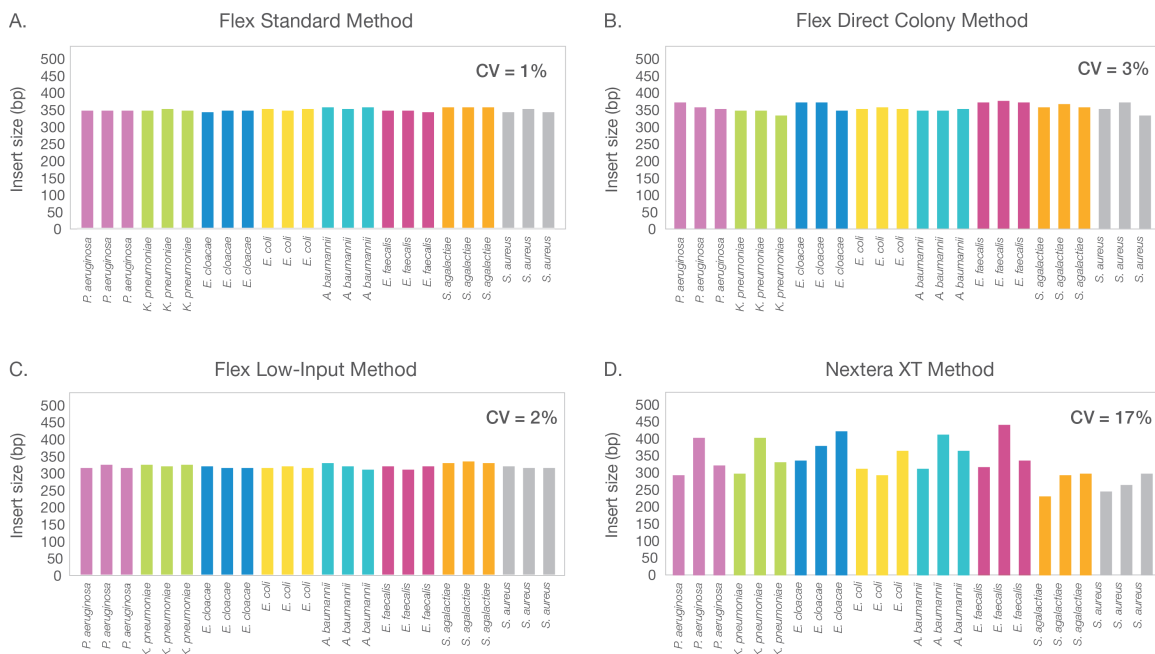 A.
Flex Standard Method
CV = 1%
Insert size (bp)
500
450
400
350
300
250
200
150
100
50
0
P. aeruginosa
P. aeruginosa
P. aeruginosa
K. pneumoniae
K. pneumoniae
K. pneumoniae
E. cloacae
E. cloacae
E. cloacae
E. coli
E. coli
E. coli
A. baumannii
A. baumannii
A. baumannii
E. faecalis
E. faecalis
E. faecalis
S. agalactiae
S. agalactiae
S. agalactiae
S. aureus
S. aureus
S. aureus
B.
Flex Direct Colony Method
CV = 3%
Insert size (bp)
500
450
400
350
300
250
200
150
100
50
0
P. aeruginosa
P. aeruginosa
P. aeruginosa
K. pneumoniae
K. pneumoniae
K. pneumoniae
E. cloacae
E. cloacae
E. cloacae
E. coli
E. coli
E. coli
A. baumannii
A. baumannii
A. baumannii
E. faecalis
E. faecalis
E. faecalis
S. agalactiae
S. agalactiae
S. agalactiae
S. aureus
S. aureus
S. aureus
C.
Flex Low-Input Method
CV = 2%
Insert size (bp)
500
450
400
350
300
250
200
150
100
50
0
P. aeruginosa
P. aeruginosa
P. aeruginosa
K. pneumoniae
K. pneumoniae
K. pneumoniae
E. cloacae
E. cloacae
E. cloacae
E. coli
E. coli
E. coli
A. baumannii
A. baumannii
A. baumannii
E. faecalis
E. faecalis
E. faecalis
S. agalactiae
S. agalactiae
S. agalactiae
S. aureus
S. aureus
S. aureus
D.
Nextera XT Method
CV = 17%
Insert size (bp)
500
450
400
350
300
250
200
150
100
50
0
P. aeruginosa
P. aeruginosa
P. aeruginosa
K. pneumoniae
K. pneumoniae
K. pneumoniae
E. cloacae
E. cloacae
E. cloacae
E. coli
E. coli
E. coli
A. baumannii
A. baumannii
A. baumannii
E. faecalis
E. faecalis
E. faecalis
S. agalactiae
S. agalactiae
S. agalactiae
S. aureus
S. aureus
S. aureus